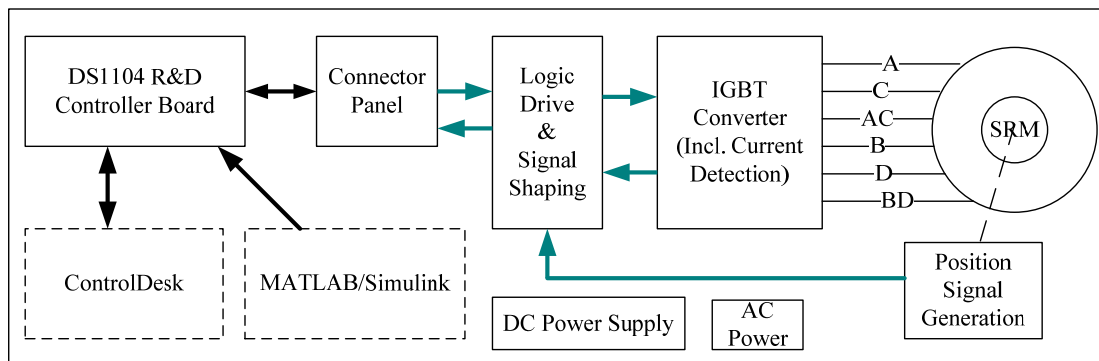 DS1104 R&D
Controller Board
Connector
Panel
Logic
Drive
&
Signal
Shaping
IGBT
Converter
(Incl. Current
Detection)
A
C
AC
B
D
BD
SRM
ControlDesk
MATLAB/Simulink
DC Power Supply
AC
Power
Position
Signal
Generation